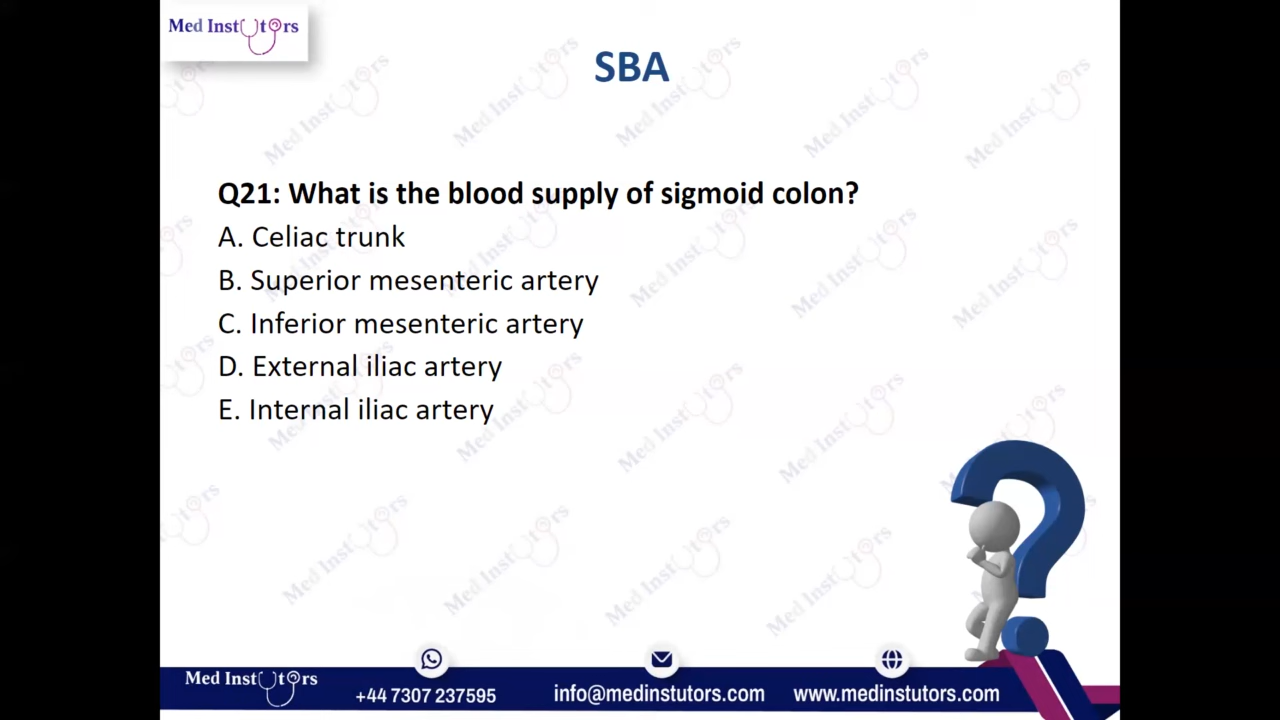 Med Instutors
SBA
Q21: What is the blood supply of sigmoid colon?
A. Celiac trunk
B. Superior mesenteric artery
C. Inferior mesenteric artery
D. External iliac artery
E. Internal iliac artery
Med Instutors
+44 7307 237595
info@medinstutors.com
www.medinstutors.com